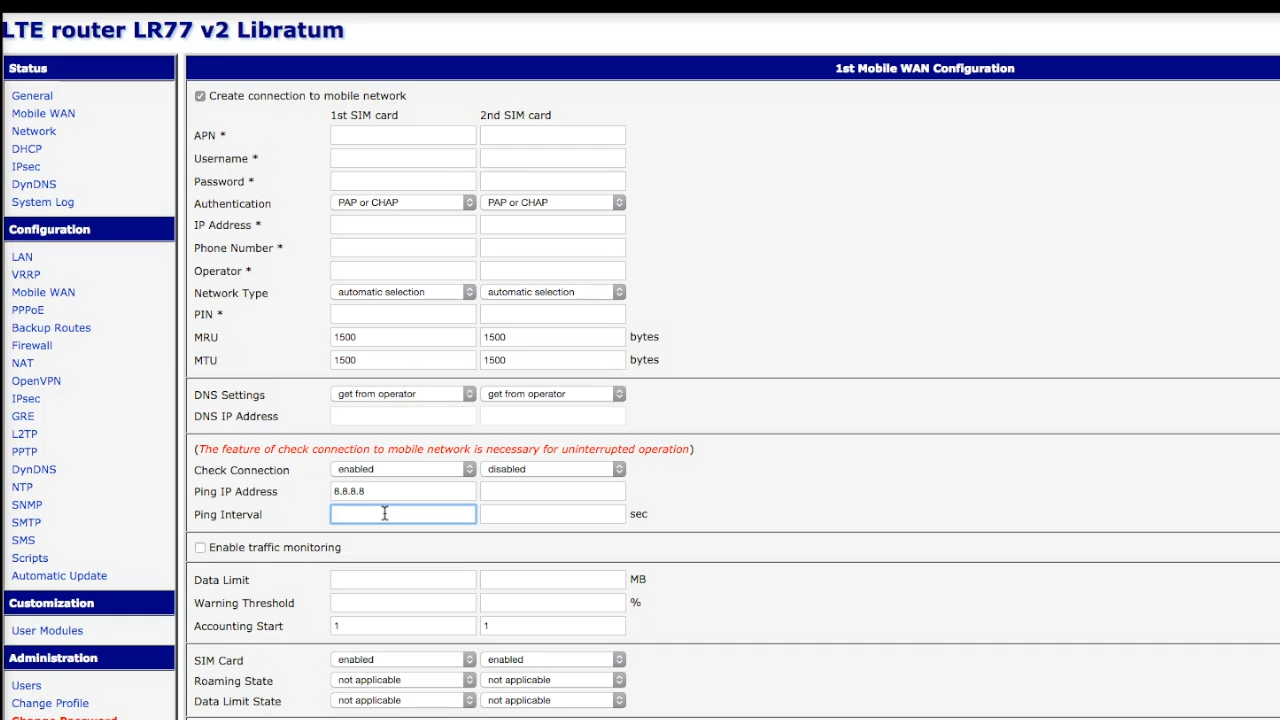 LTE router LR77 v2 Libratum
Status
General
Mobile WAN
Network
DHCP
IPsec
DynDNS
System Log
Configuration
LAN
VRRP
Mobile WAN
PPPoE
Backup Routes
Firewall
NAT
OpenVPN
IPsec
GRE
L2TP
PPTP
DynDNS
NTP
SNMP
SMTP
SMS
Scripts
Automatic Update
Customization
User Modules
Administration
Users
Change Profile
Change Password
1st Mobile WAN Configuration
Create connection to mobile network
1st SIM card 2nd SIM card
APN *
Username *
Password *
Authentication PAP or CHAP PAP or CHAP
IP Address *
Phone Number *
Operator *
Network Type automatic selection automatic selection
PIN *
MRU 1500 1500 bytes
MTU 1500 1500 bytes
DNS Settings get from operator get from operator
DNS IP Address
(The feature of check connection to mobile network is necessary for uninterrupted operation)
Check Connection enabled disabled
Ping IP Address 8.8.8.8
Ping Interval sec
Enable traffic monitoring
Data Limit MB
Warning Threshold %
Accounting Start 1 1
SIM Card enabled enabled
Roaming State not applicable not applicable
Data Limit State not applicable not applicable